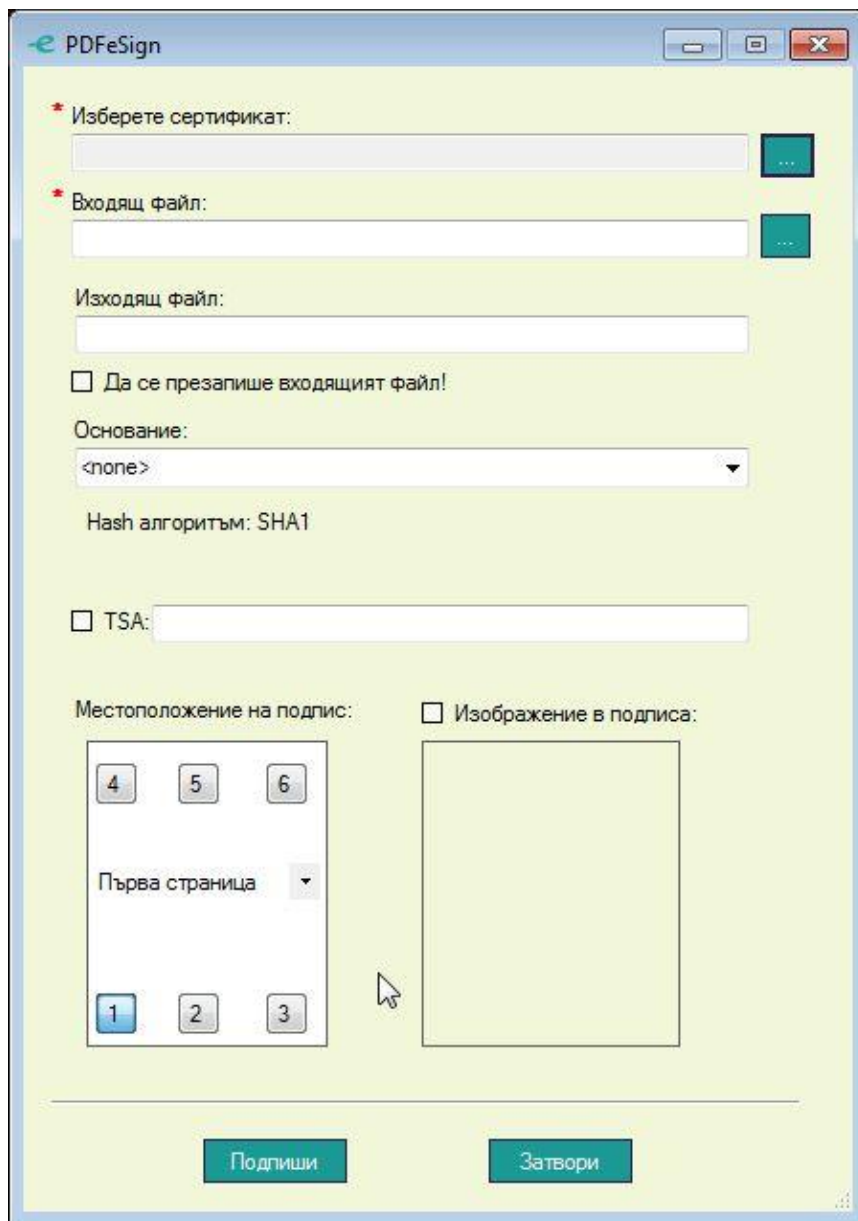 PDFeSign
* Изберете сертификат:
...
* Входящ файл:
...
Изходящ файл:
Да се презапише входящият файл!
Основание:
<none>
Hash алгоритъм: SHA1
TSA:
Местоположение на подпис:
Изображение в подписа:
4 5 6
Първа страница
1 2 3
Подпиши
Затвори